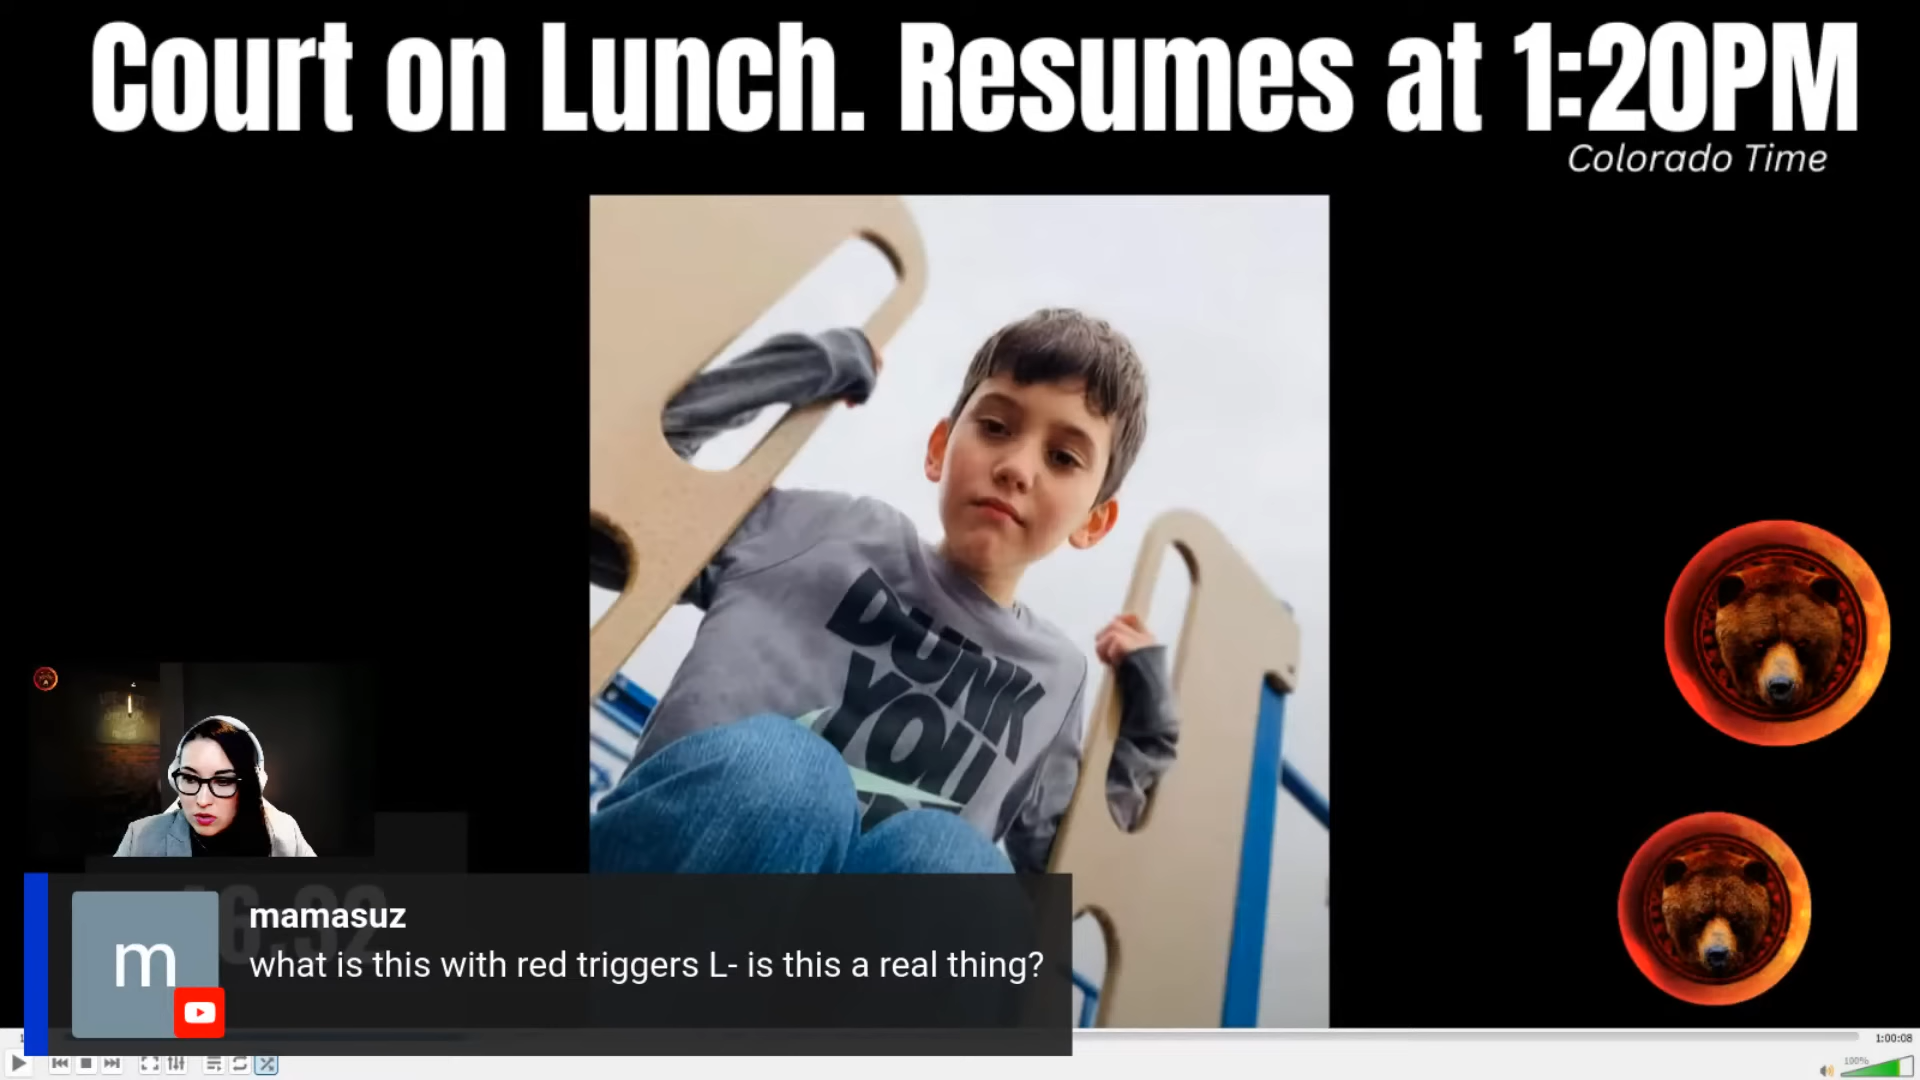 Court on Lunch. Resumes at 1:20PM
Colorado Time
DUNK
YOU
m
mamasuz
what is this with red triggers L- is this a real thing?
1:00:08
100%